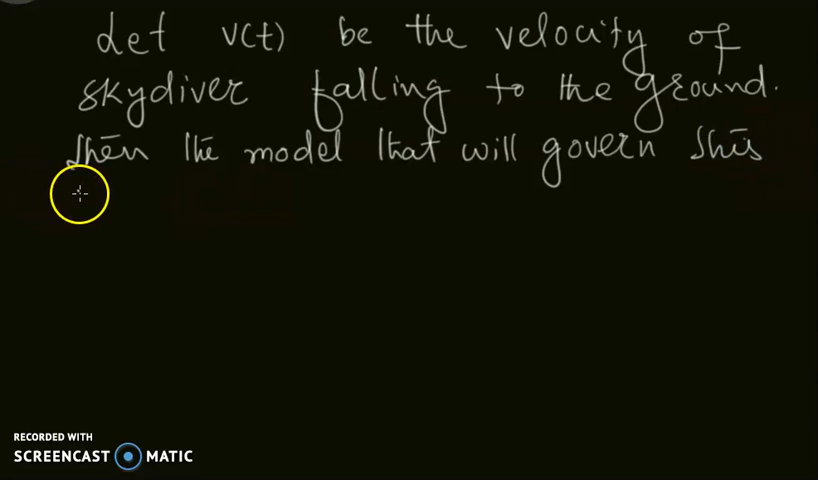 Let v(t) be the velocity of
skydiver falling to the ground.
Then the model that will govern this
RECORDED WITH
SCREENCAST MATIC